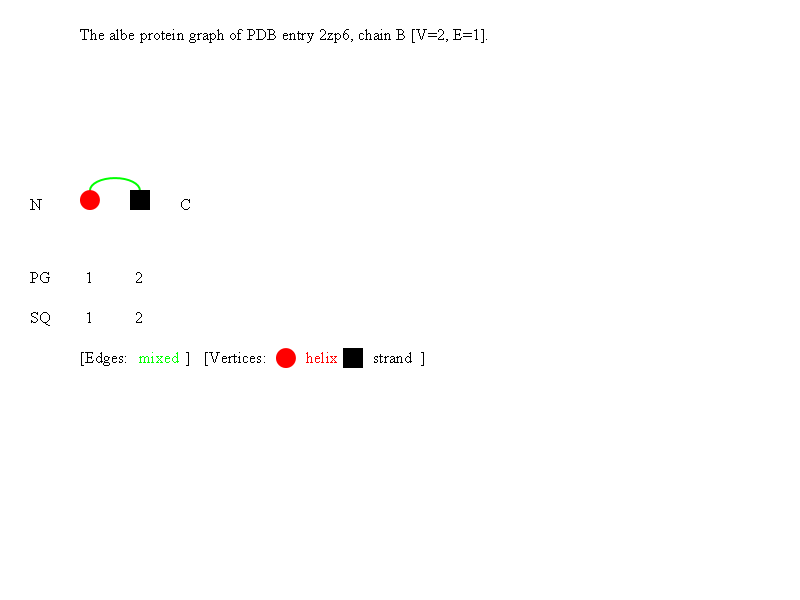 The albe protein graph of PDB entry 2zp6, chain B [V=2, E=1].
N C
PG 1 2
SQ 1 2
[Edges: mixed ] [Vertices: helix strand ]